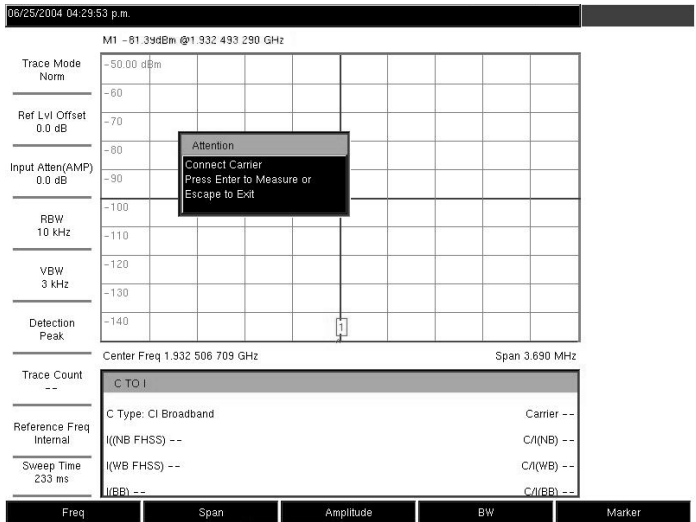 06/25/2004 04:29:53 p.m.
M1 -81.39dBm @1.932 493 290 GHz
Trace Mode
Norm
Ref Lvl Offset
0.0 dB
Input Atten(AMP)
0.0 dB
RBW
10 kHz
VBW
3 kHz
Detection
Peak
Trace Count
--
Reference Freq
Internal
Sweep Time
233 ms
-50.00 dBm
-60
-70
-80
-90
-100
-110
-120
-130
-140
Attention
Connect Carrier
Press Enter to Measure or
Escape to Exit
1
Center Freq 1.932 506 709 GHz
Span 3.690 MHz
C TO I
C Type: CI Broadband
Carrier --
I((NB FHSS) --
C/I(NB) --
I(WB FHSS) --
C/I(WB) --
I(BB) --
C/I(BB) --
Freq
Span
Amplitude
BW
Marker